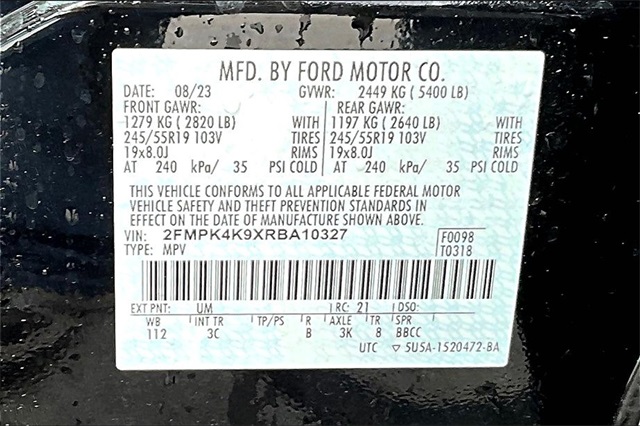 MFD. BY FORD MOTOR CO.
DATE: 08/23 GVWR: 2449 KG ( 5400 LB)
FRONT GAWR: REAR GAWR:
1279 KG ( 2820 LB) WITH 1197 KG ( 2640 LB) WITH
245/55R19 103V TIRES 245/55R19 103V TIRES
19x8.0J RIMS 19x8.0J RIMS
AT 240 kPa/ 35 PSI COLD AT 240 kPa/ 35 PSI COLD
THIS VEHICLE CONFORMS TO ALL APPLICABLE FEDERAL MOTOR
VEHICLE SAFETY AND THEFT PREVENTION STANDARDS IN
EFFECT ON THE DATE OF MANUFACTURE SHOWN ABOVE.
VIN: 2FMPK4K9XRBA10327 F0098
TYPE: MPV T0318
EXT PNT: UM RC: 21 DSO:
WB INT TR TP/PS R AXLE TR SPR
112 3C B 3K 8 BBCC
UTC ▽ 5U5A-1520472-BA